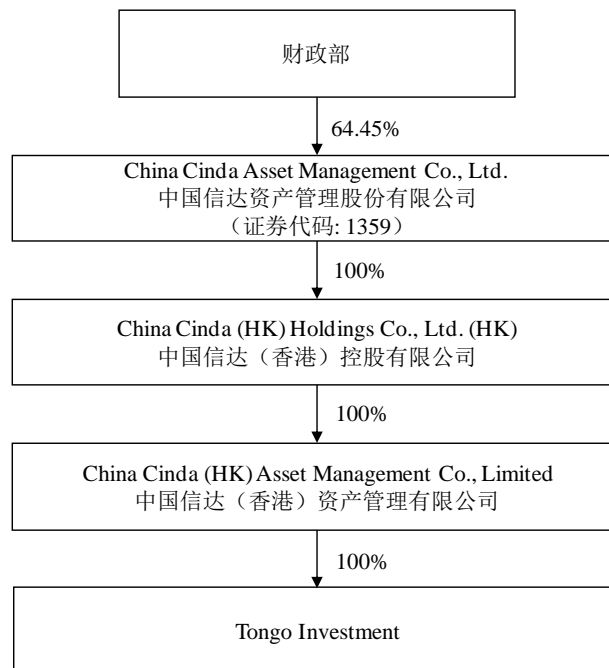 财政部
64.45%
China Cinda Asset Management Co., Ltd.
中国信达资产管理股份有限公司
（证券代码: 1359）
100%
China Cinda (HK) Holdings Co., Ltd. (HK)
中国信达（香港）控股有限公司
100%
China Cinda (HK) Asset Management Co., Limited
中国信达（香港）资产管理有限公司
100%
Tongo Investment